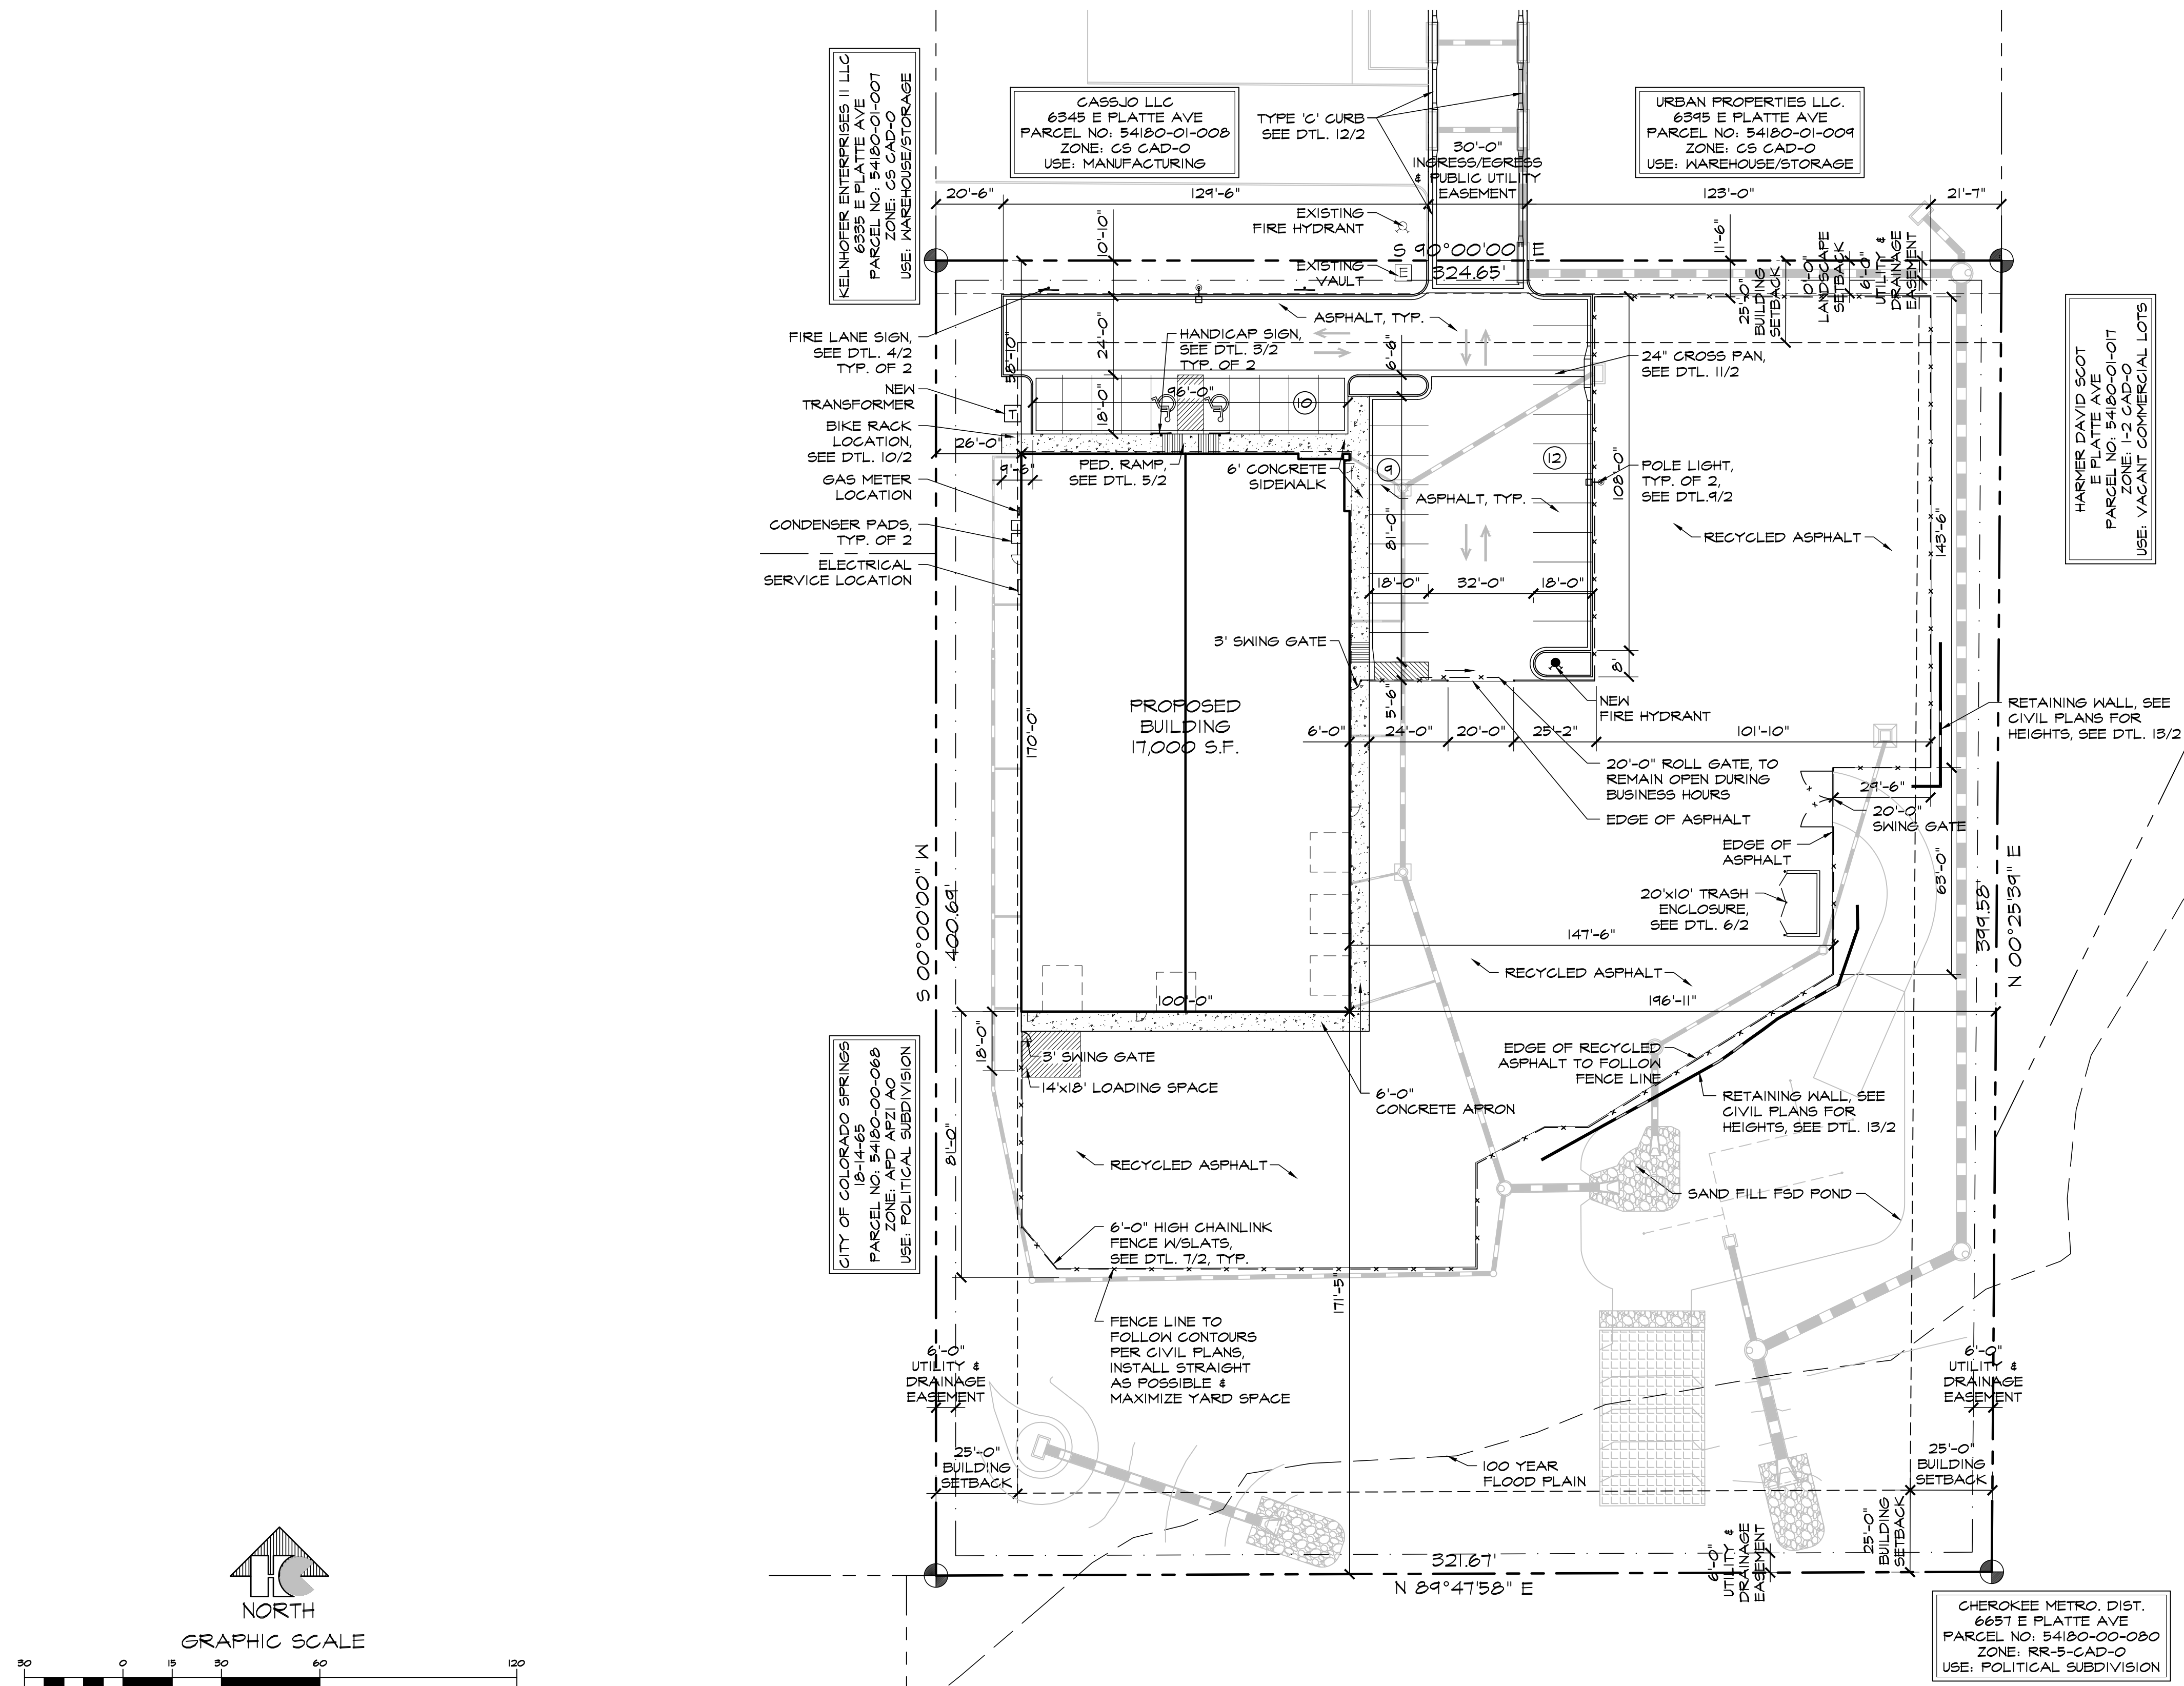 KELNHOFER ENTERPRISES II LLC
6335 E PLATTE AVE
PARCEL NO: 54180-01-007
ZONE: CS CAD-O
USE: WAREHOUSE/STORAGE
CASSJO LLC
6345 E PLATTE AVE
PARCEL NO: 54180-01-008
ZONE: CS CAD-O
USE: MANUFACTURING
TYPE 'C' CURB
SEE DTL. 12/2
30'-0"
INGRESS/EGRESS
& PUBLIC UTILITY
EASEMENT
URBAN PROPERTIES LLC.
6395 E PLATTE AVE
PARCEL NO: 54180-01-009
ZONE: CS CAD-O
USE: WAREHOUSE/STORAGE
20'-6"
129'-6"
123'-0"
21'-7"
10'-10"
EXISTING
FIRE HYDRANT
S 90°00'00" E
324.65'
EXISTING
VAULT
E
11'-6"
25'-0"
BUILDING
SETBACK
0'-0"
LANDSCAPE
SETBACK
6'-0"
UTILITY &
DRAINAGE
EASEMENT
HARMER DAVID SCOT
E PLATTE AVE
PARCEL NO: 54180-01-017
ZONE: I-2 CAD-O
USE: VACANT COMMERCIAL LOTS
FIRE LANE SIGN,
SEE DTL. 4/2
TYP. OF 2
NEW
TRANSFORMER
T
BIKE RACK
LOCATION,
SEE DTL. 10/2
26'-0"
9'-6"
GAS METER
LOCATION
CONDENSER PADS,
TYP. OF 2
ELECTRICAL
SERVICE LOCATION
58'-10"
24'-0"
18'-0"
HANDICAP SIGN,
SEE DTL. 3/2
TYP. OF 2
96'-0"
10
ASPHALT, TYP.
6'-6"
24" CROSS PAN,
SEE DTL. 11/2
PED. RAMP,
SEE DTL. 5/2
6' CONCRETE
SIDEWALK
9
12
ASPHALT, TYP.
81'-0"
108'-0"
POLE LIGHT,
TYP. OF 2,
SEE DTL.9/2
RECYCLED ASPHALT
143'-6"
18'-0"
32'-0"
18'-0"
3' SWING GATE
8'
5'-6"
NEW
FIRE HYDRANT
PROPOSED
BUILDING
17,000 S.F.
170'-0"
6'-0"
24'-0"
20'-0"
25'-2"
101'-10"
RETAINING WALL, SEE
CIVIL PLANS FOR
HEIGHTS, SEE DTL. 13/2
20'-0" ROLL GATE, TO
REMAIN OPEN DURING
BUSINESS HOURS
EDGE OF ASPHALT
29'-6"
20'-0"
SWING GATE
EDGE OF
ASPHALT
63'-0"
20'x10' TRASH
ENCLOSURE,
SEE DTL. 6/2
S 00°00'00" W
400.69'
399.58'
N 00°25'39" E
147'-6"
RECYCLED ASPHALT
100'-0"
196'-11"
CITY OF COLORADO SPRINGS
18-14-65
PARCEL NO: 54180-00-068
ZONE: APD APZ1 AO
USE: POLITICAL SUBDIVISION
18'-0"
3' SWING GATE
14'x18' LOADING SPACE
EDGE OF RECYCLED
ASPHALT TO FOLLOW
FENCE LINE
6'-0"
CONCRETE APRON
RETAINING WALL, SEE
CIVIL PLANS FOR
HEIGHTS, SEE DTL. 13/2
81'-0"
RECYCLED ASPHALT
SAND FILL FSD POND
6'-0" HIGH CHAINLINK
FENCE W/SLATS,
SEE DTL. 7/2, TYP.
171'-5"
FENCE LINE TO
FOLLOW CONTOURS
PER CIVIL PLANS,
INSTALL STRAIGHT
AS POSSIBLE &
MAXIMIZE YARD SPACE
6'-0"
UTILITY &
DRAINAGE
EASEMENT
6'-0"
UTILITY &
DRAINAGE
EASEMENT
25'-0"
BUILDING
SETBACK
100 YEAR
FLOOD PLAIN
25'-0"
BUILDING
SETBACK
25'-0"
BUILDING
SETBACK
6'-0"
UTILITY &
DRAINAGE
EASEMENT
321.67'
N 89°47'58" E
CHEROKEE METRO. DIST.
6657 E PLATTE AVE
PARCEL NO: 54180-00-080
ZONE: RR-5-CAD-O
USE: POLITICAL SUBDIVISION
NORTH
GRAPHIC SCALE
30 0 15 30 60 120